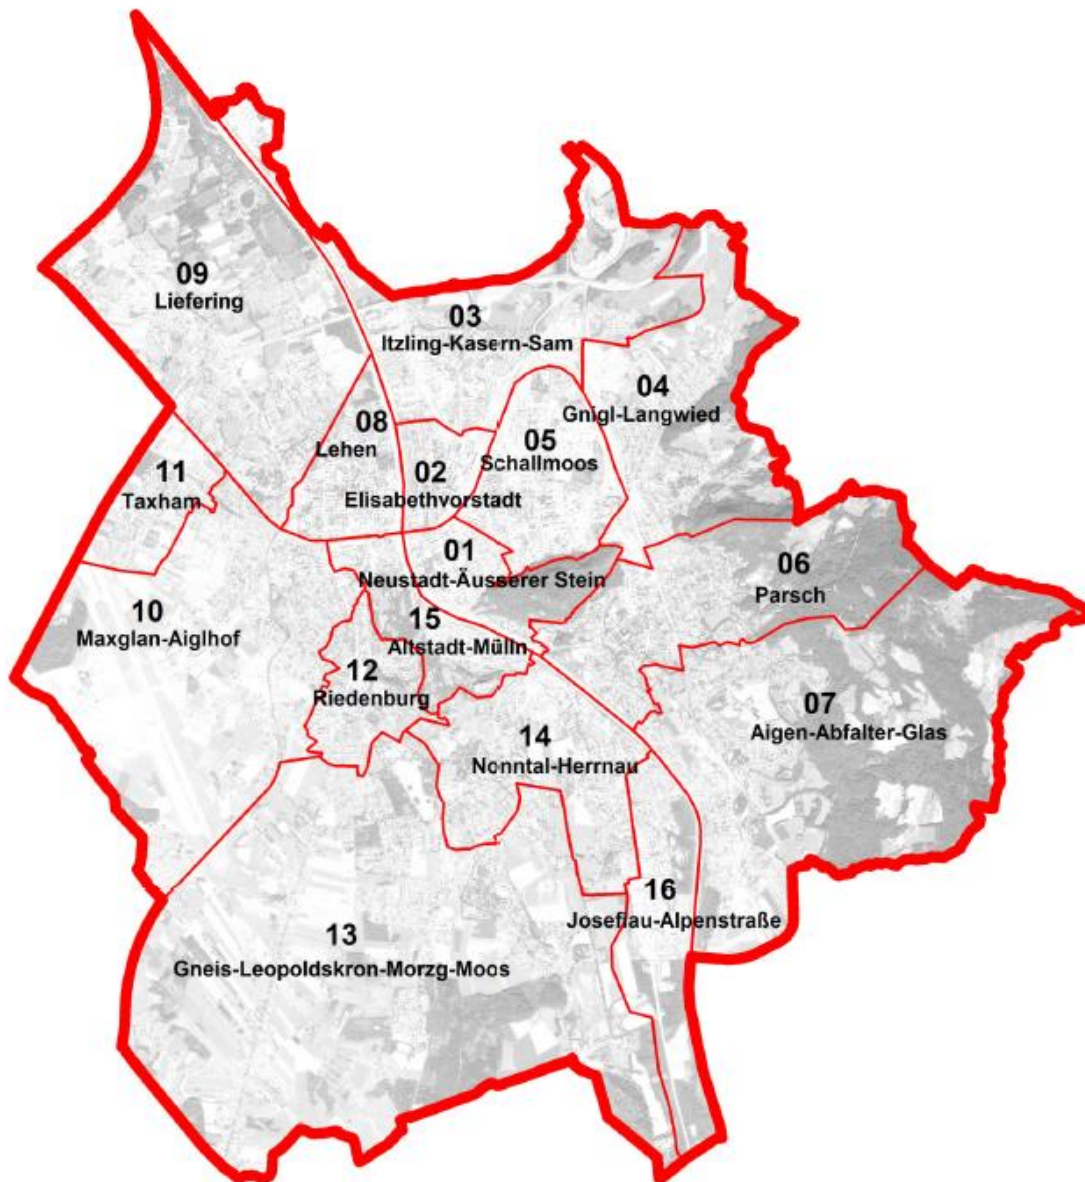 09
Liefering
03
Itzling-Kasern-Sam
04
Gnigl-Langwied
08
Lehen
05
Schallmoos
11
Taxham
02
Elisabethvorstadt
01
Neustadt-Äusserer Stein
06
Parsch
10
Maxglan-Aiglhof
15
Altstadt-Mülln
12
Riedenburg
07
Aigen-Abfalter-Glas
14
Nonntal-Herrnau
16
Josefiau-Alpenstraße
13
Gneis-Leopoldskron-Morzg-Moos